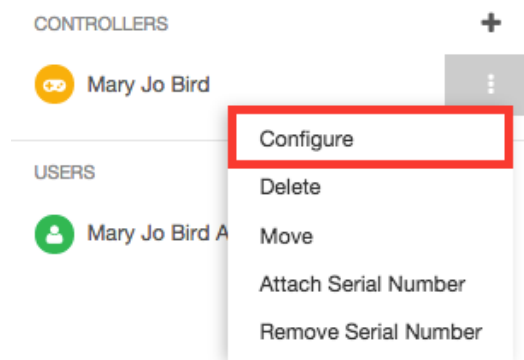 CONTROLLERS
Mary Jo Bird
Configure
USERS
Delete
Mary Jo Bird A
Move
Attach Serial Number
Remove Serial Number